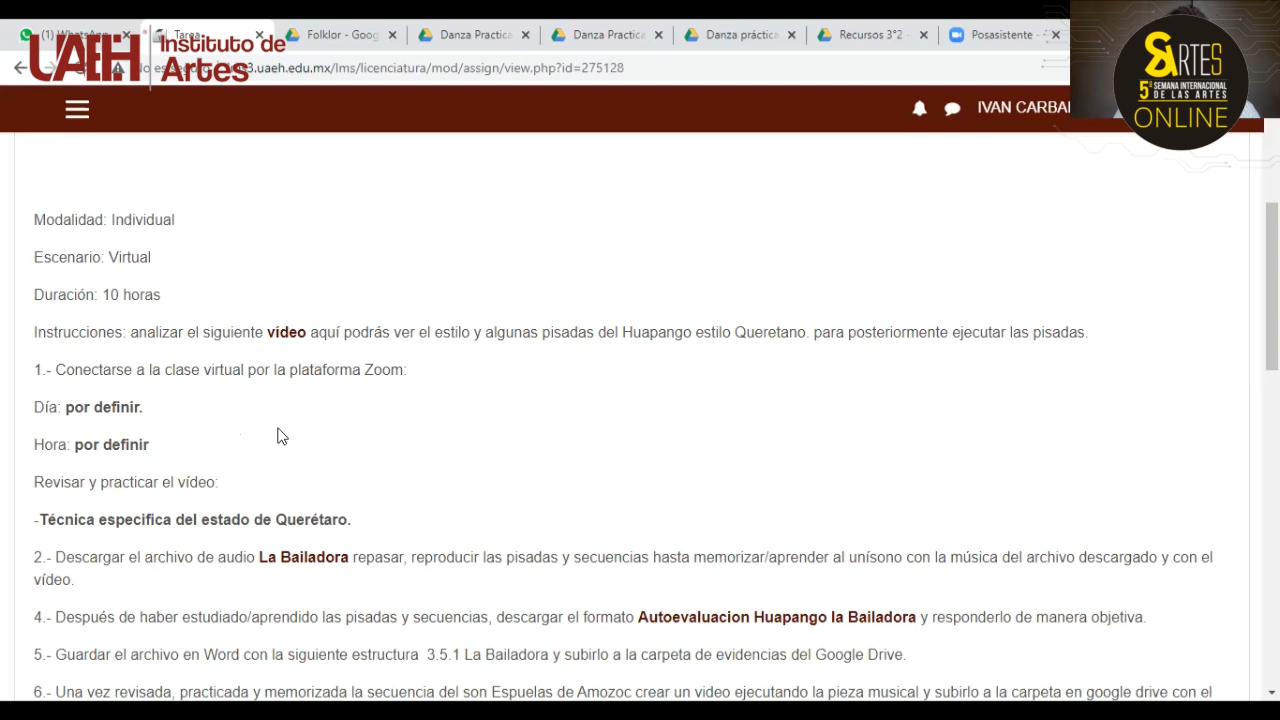 (1) WhatsApp
Tarea
Folklor - Goog
Danza Practica
Danza Practica
Danza práctica
Recursos 3°2 -
Posasistente -
UAEH Instituto de
Artes
3.uaeh.edu.mx/lms/licenciatura/mod/assign/view.php?id=275128
SARTES
5ª SEMANA INTERNACIONAL
DE LAS ARTES
ONLINE
IVAN CARBA
Modalidad: Individual
Escenario: Virtual
Duración: 10 horas
Instrucciones: analizar el siguiente vídeo aquí podrás ver el estilo y algunas pisadas del Huapango estilo Queretano. para posteriormente ejecutar las pisadas.
1.- Conectarse a la clase virtual por la plataforma Zoom:
Día: por definir.
Hora: por definir
Revisar y practicar el vídeo:
-Técnica especifica del estado de Querétaro.
2.- Descargar el archivo de audio La Bailadora repasar, reproducir las pisadas y secuencias hasta memorizar/aprender al unísono con la música del archivo descargado y con el
vídeo.
4.- Después de haber estudiado/aprendido las pisadas y secuencias, descargar el formato Autoevaluacion Huapango la Bailadora y responderlo de manera objetiva.
5.- Guardar el archivo en Word con la siguiente estructura 3.5.1 La Bailadora y subirlo a la carpeta de evidencias del Google Drive.
6.- Una vez revisada, practicada y memorizada la secuencia del son Espuelas de Amozoc crear un video ejecutando la pieza musical y subirlo a la carpeta en google drive con el